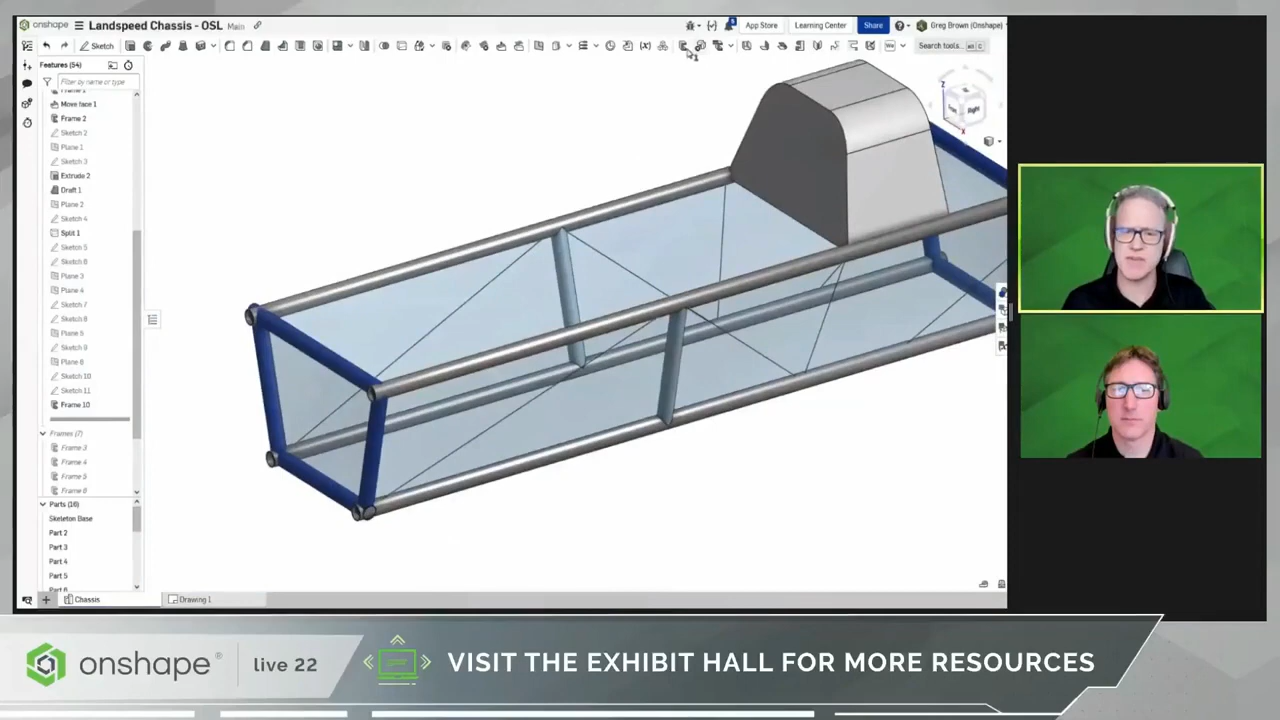 onshape
Landspeed Chassis - OSL Main
App Store
Learning Center
Share
Greg Brown (Onshape)
Sketch
Search tools...
Features (54)
Filter by name or type
Frame 1
Move face 1
Frame 2
Sketch 2
Plane 1
Sketch 3
Extrude 2
Draft 1
Plane 2
Sketch 4
Split 1
Sketch 5
Sketch 6
Plane 3
Plane 4
Sketch 7
Sketch 8
Plane 5
Sketch 9
Plane 6
Sketch 10
Sketch 11
Frame 10
Frames (7)
Frame 3
Frame 4
Frame 5
Frame 6
Parts (16)
Skeleton Base
Part 2
Part 3
Part 4
Part 5
Part 6
Z
Front
Right
X
Chassis
Drawing 1
onshape®
live 22
VISIT THE EXHIBIT HALL FOR MORE RESOURCES